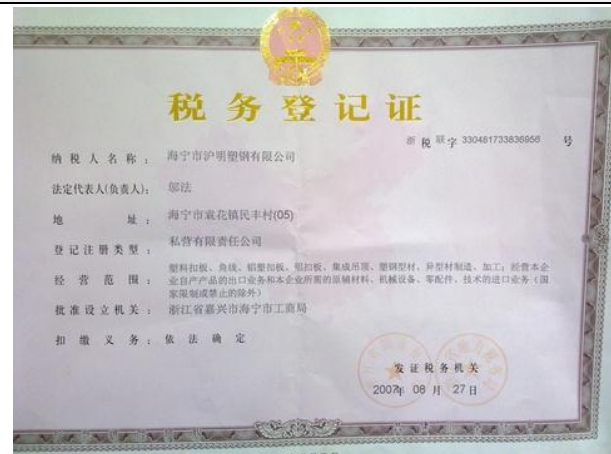 税务登记证
浙 税 联 字 330481733836956 号
纳税人名称： 海宁市沪明塑钢有限公司
法定代表人(负责人)： 邬法
地 址： 海宁市袁花镇民丰村(05)
登记注册类型： 私营有限责任公司
塑料扣板、角线、铝塑扣板、铝扣板、集成吊顶、塑钢型材、异型材制造、加工；经营本企
经营范围： 业自产产品的出口业务和本企业所需的原辅材料、机械设备、零配件、技术的进口业务（国
家限制或禁止的除外）
批准设立机关： 浙江省嘉兴市海宁市工商局
扣缴义务： 依法确定
发证税务机关
2007年 08 月 27日